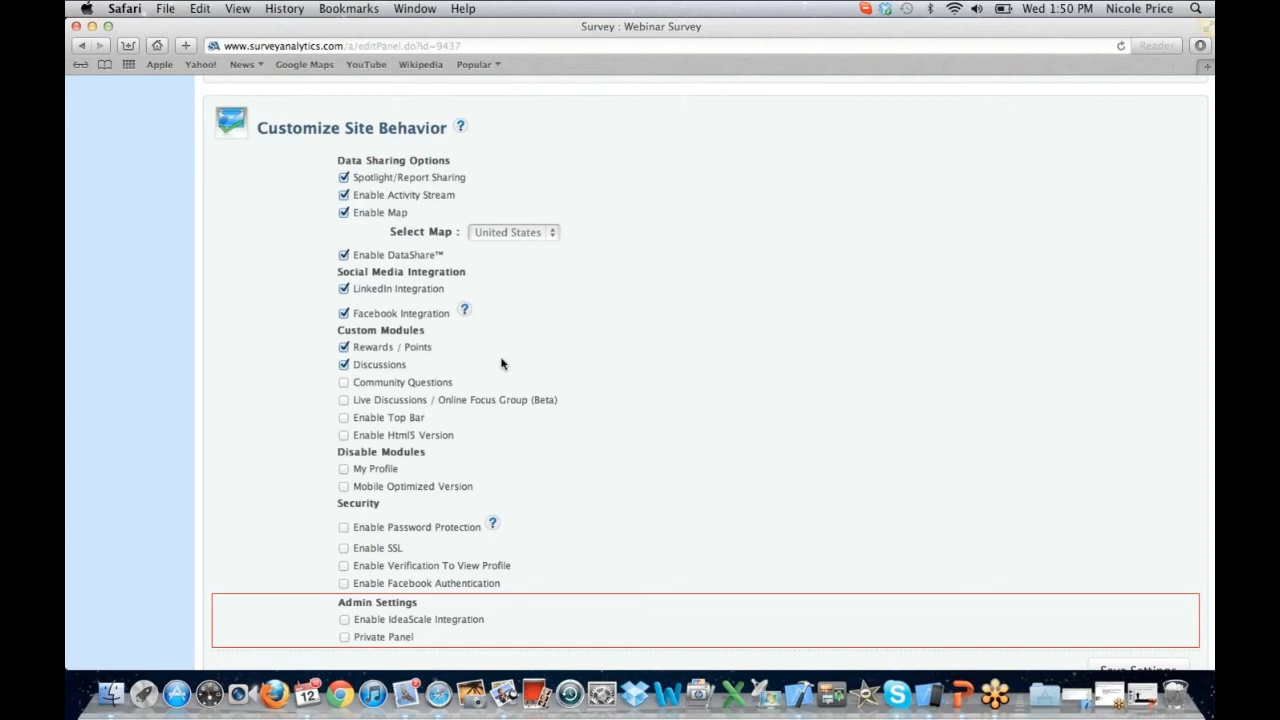 Safari File Edit View History Bookmarks Window Help Wed 1:50 PM Nicole Price
Survey : Webinar Survey
www.surveyanalytics.com/a/editPanel.do?id=9437 Reader
Apple Yahoo! News Google Maps YouTube Wikipedia Popular
Customize Site Behavior ?
Data Sharing Options
Spotlight/Report Sharing
Enable Activity Stream
Enable Map
Select Map : United States
Enable DataShare™
Social Media Integration
LinkedIn Integration
Facebook Integration ?
Custom Modules
Rewards / Points
Discussions
Community Questions
Live Discussions / Online Focus Group (Beta)
Enable Top Bar
Enable Html5 Version
Disable Modules
My Profile
Mobile Optimized Version
Security
Enable Password Protection ?
Enable SSL
Enable Verification To View Profile
Enable Facebook Authentication
Admin Settings
Enable IdeaScale Integration
Private Panel
Save Settings
12